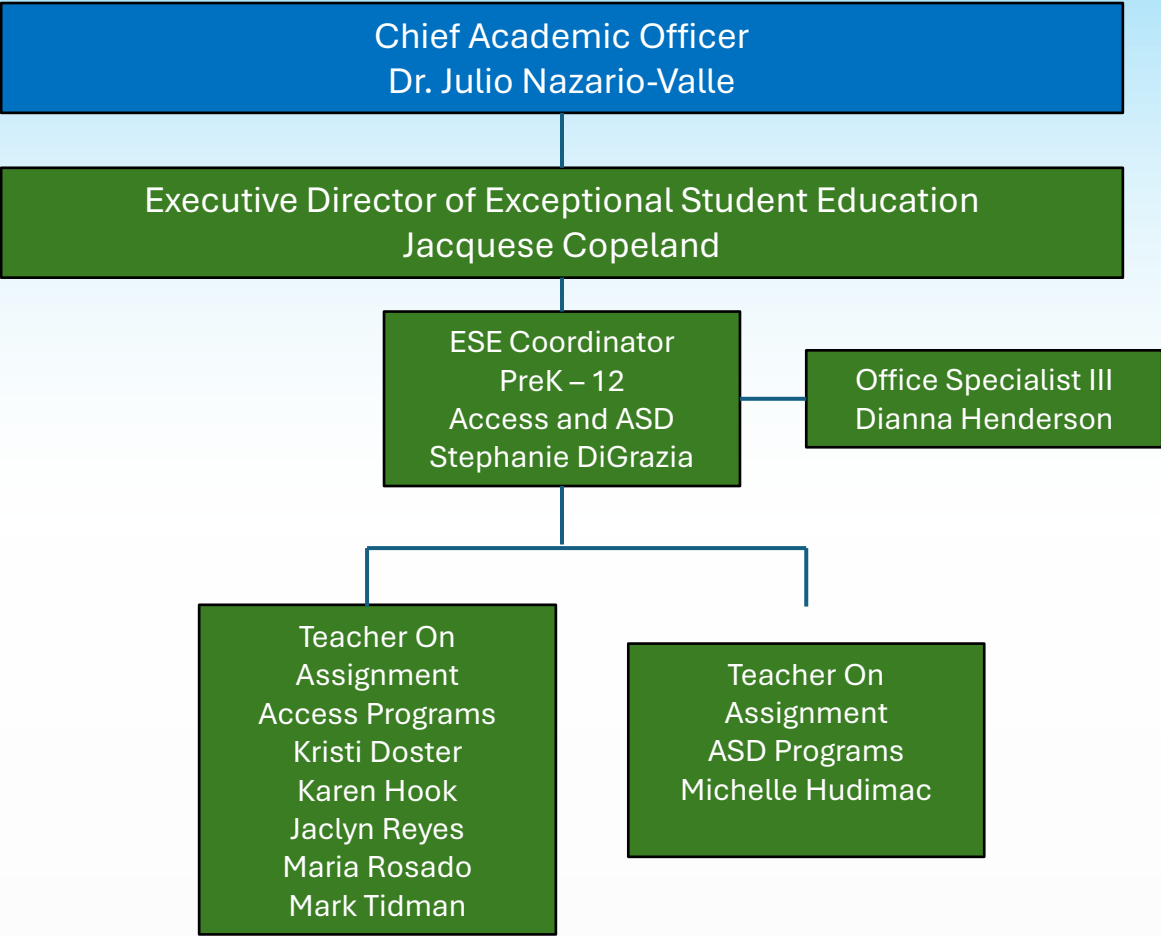 Chief Academic Officer
Dr. Julio Nazario-Valle
Executive Director of Exceptional Student Education
Jacquese Copeland
ESE Coordinator
PreK – 12
Access and ASD
Stephanie DiGrazia
Office Specialist III
Dianna Henderson
Teacher On
Assignment
Access Programs
Kristi Doster
Karen Hook
Jaclyn Reyes
Maria Rosado
Mark Tidman
Teacher On
Assignment
ASD Programs
Michelle Hudimac